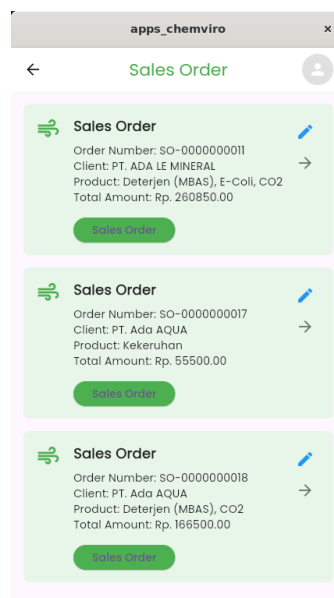 apps_chemviro
×
Sales Order
Sales Order
Order Number: SO-0000000011
Client: PT. ADA LE MINERAL
Product: Deterjen (MBAS), E-Coli, CO2
Total Amount: Rp. 260850.00
Sales Order
Sales Order
Order Number: SO-0000000017
Client: PT. Ada AQUA
Product: Kekeruhan
Total Amount: Rp. 55500.00
Sales Order
Sales Order
Order Number: SO-0000000018
Client: PT. Ada AQUA
Product: Deterjen (MBAS), CO2
Total Amount: Rp. 166500.00
Sales Order